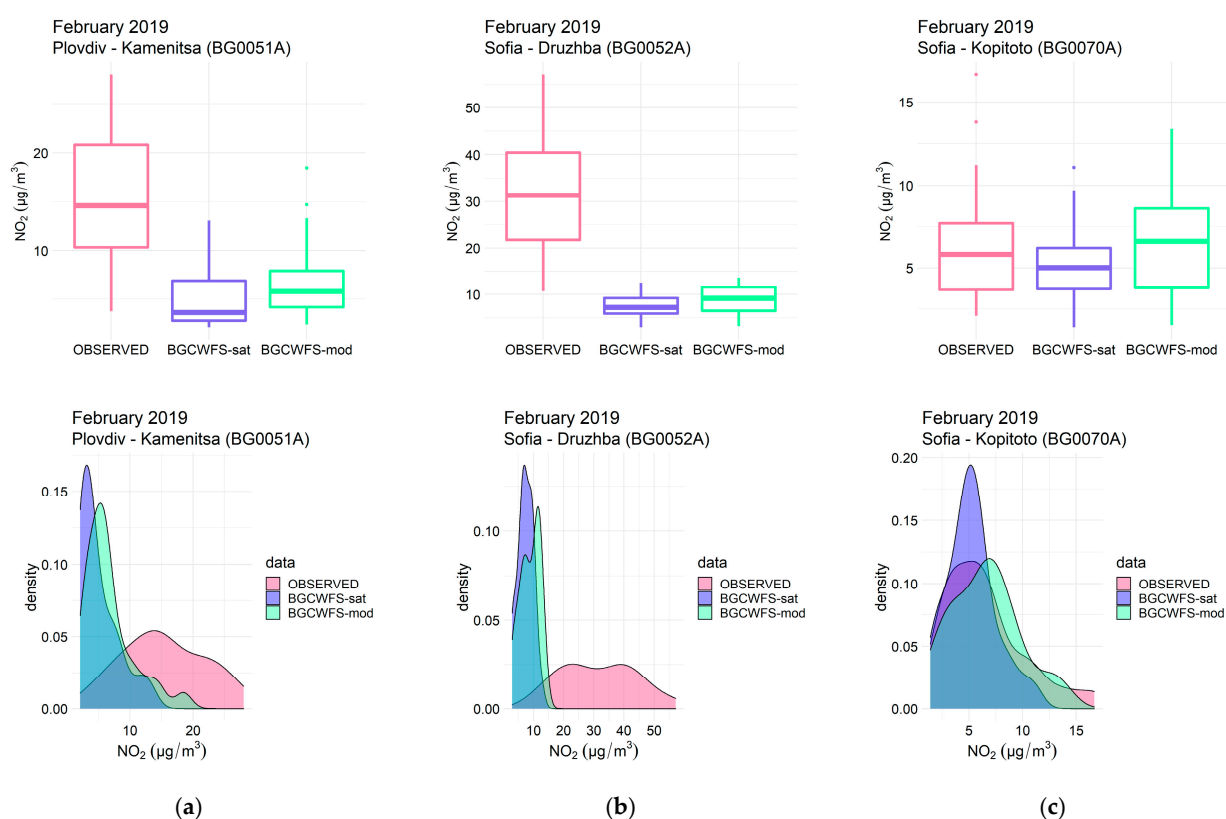 February 2019
Plovdiv - Kamenitsa (BG0051A)
NO₂ (µg/m³)
20
10
OBSERVED BGCWFS-sat BGCWFS-mod
February 2019
Sofia - Druzhba (BG0052A)
NO₂ (µg/m³)
50
40
30
20
10
OBSERVED BGCWFS-sat BGCWFS-mod
February 2019
Sofia - Kopitoto (BG0070A)
NO₂ (µg/m³)
15
10
5
OBSERVED BGCWFS-sat BGCWFS-mod
February 2019
Plovdiv - Kamenitsa (BG0051A)
density
0.15
0.10
0.05
0.00
10 20
NO₂ (µg/m³)
data
OBSERVED
BGCWFS-sat
BGCWFS-mod
(a)
February 2019
Sofia - Druzhba (BG0052A)
density
0.10
0.05
0.00
10 20 30 40 50
NO₂ (µg/m³)
data
OBSERVED
BGCWFS-sat
BGCWFS-mod
(b)
February 2019
Sofia - Kopitoto (BG0070A)
density
0.20
0.15
0.10
0.05
0.00
5 10 15
NO₂ (µg/m³)
data
OBSERVED
BGCWFS-sat
BGCWFS-mod
(c)